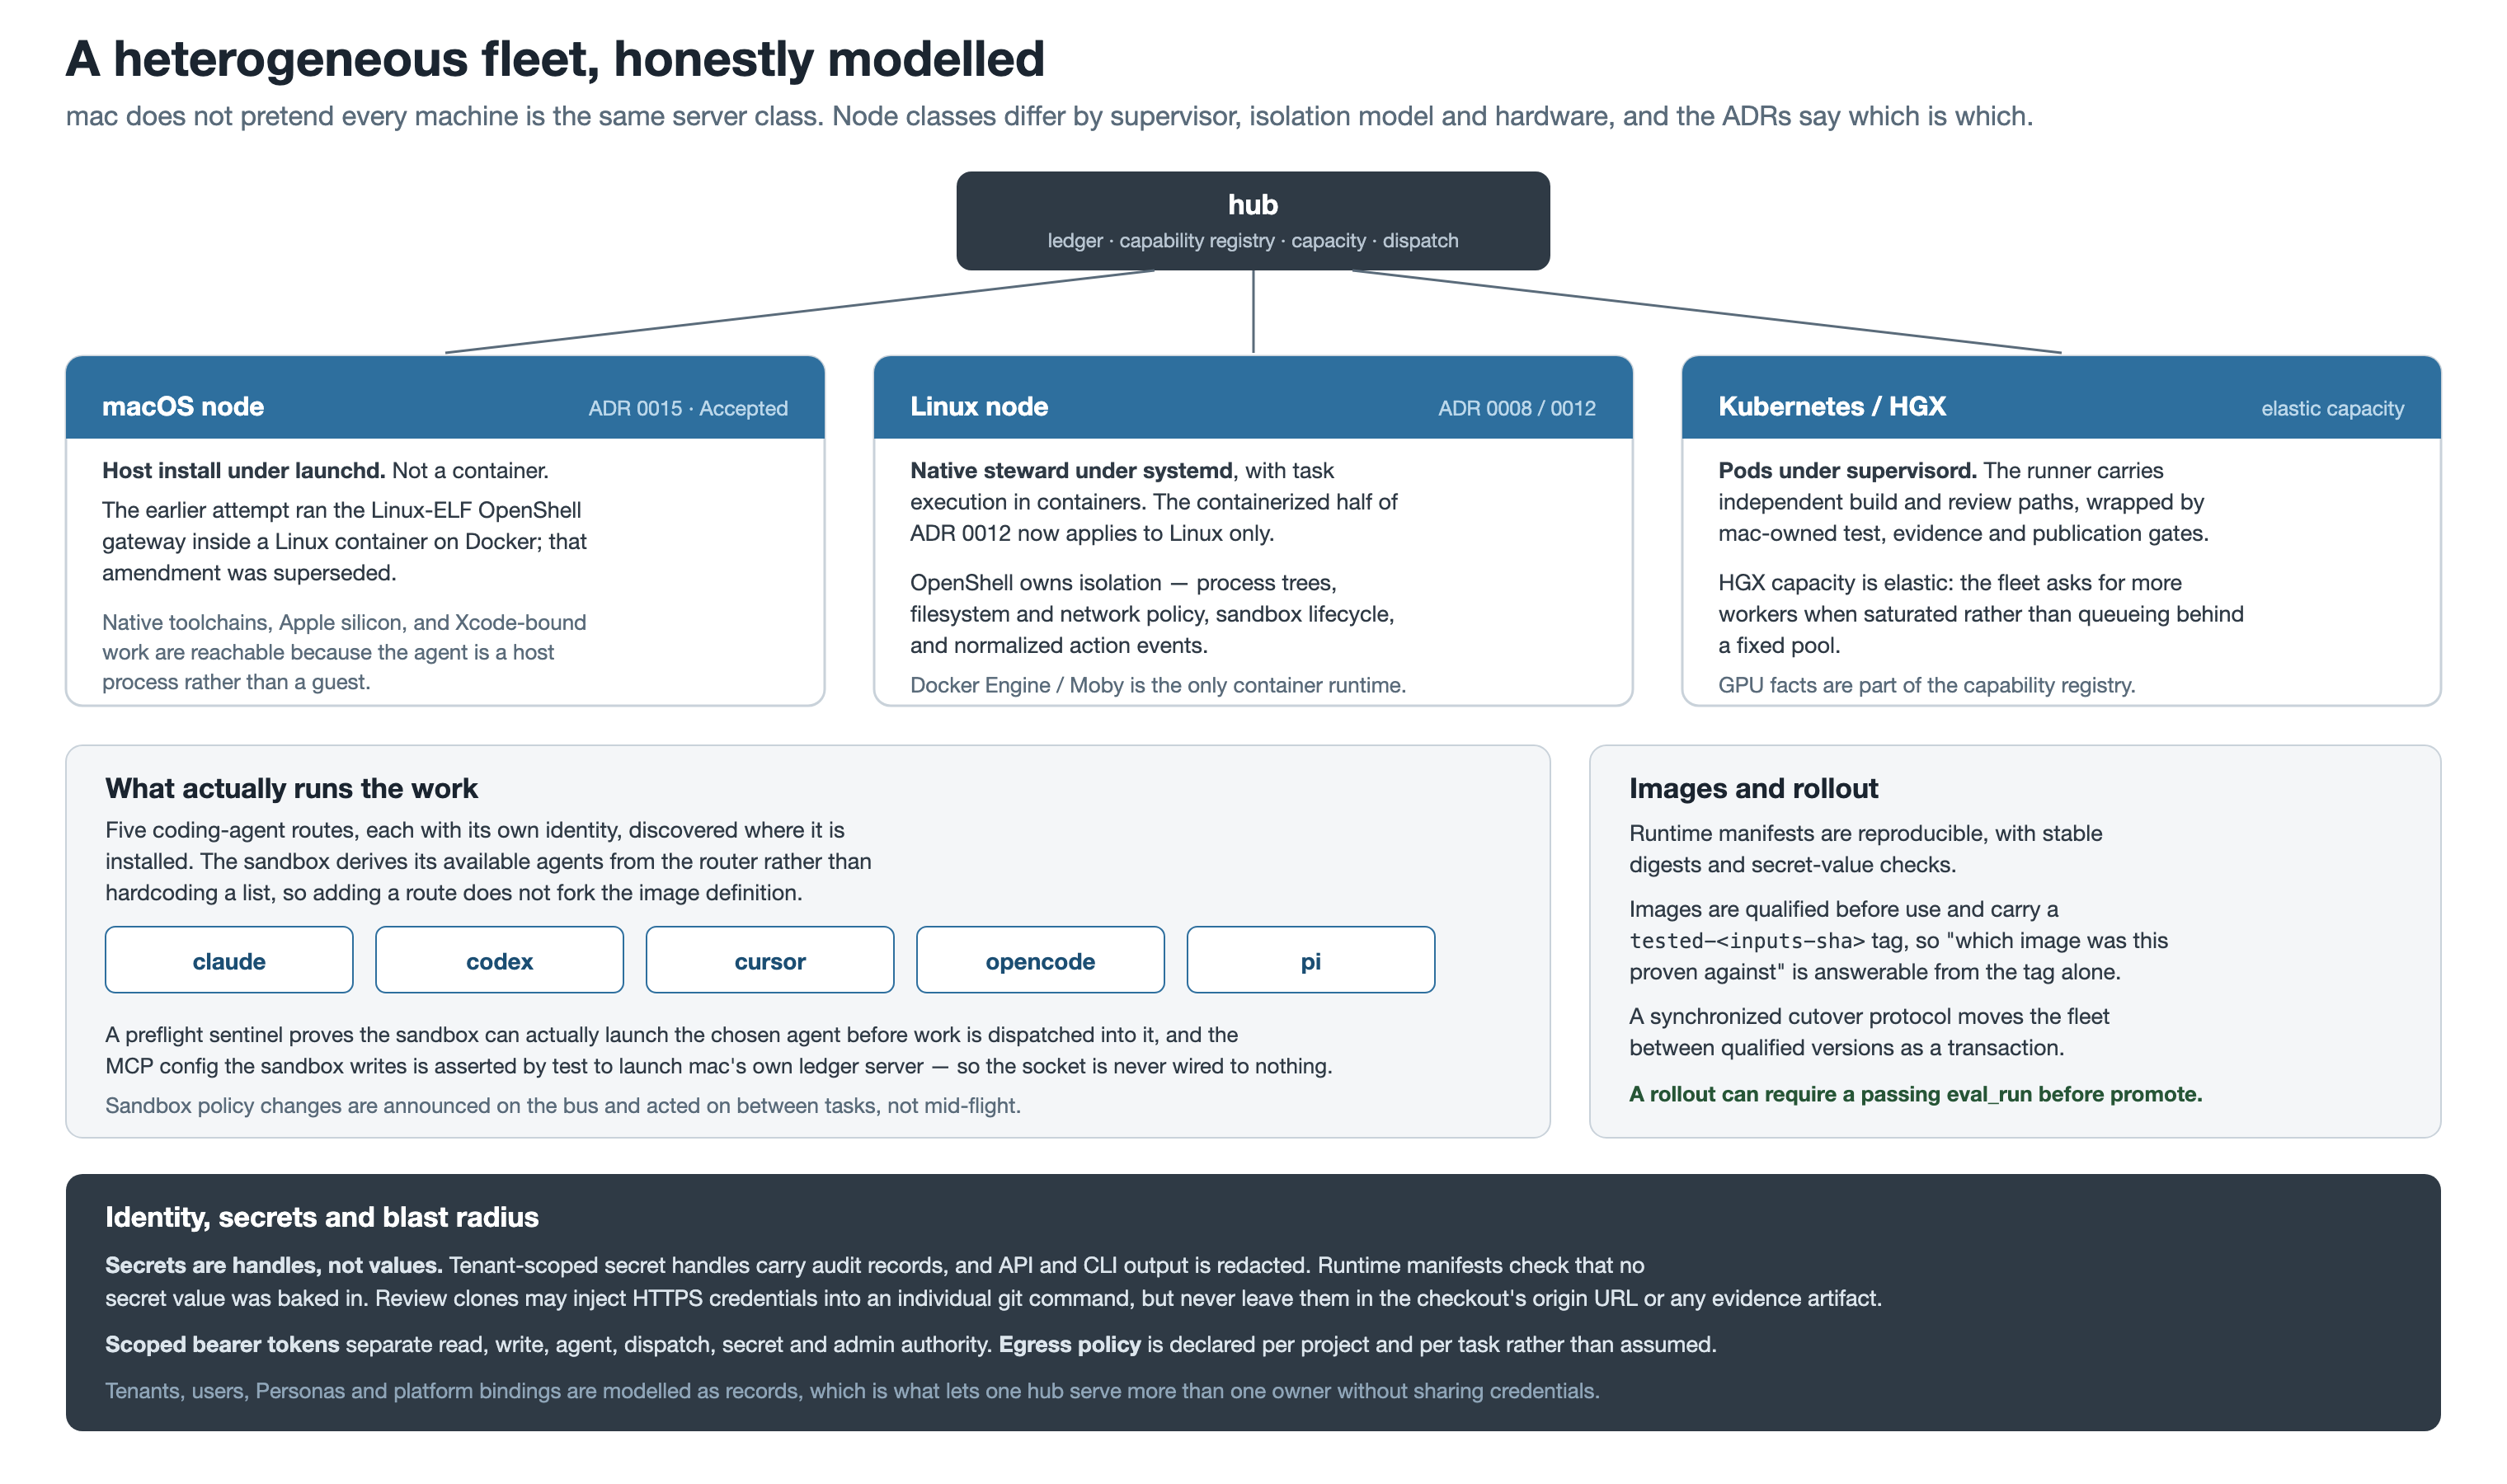 A heterogeneous fleet, honestly modelled
mac does not pretend every machine is the same server class. Node classes differ by supervisor, isolation model and hardware, and the ADRs say which is which.
hub
ledger · capability registry · capacity · dispatch
macOS node
ADR 0015 · Accepted
Host install under launchd. Not a container.
The earlier attempt ran the Linux-ELF OpenShell
gateway inside a Linux container on Docker; that
amendment was superseded.
Native toolchains, Apple silicon, and Xcode-bound
work are reachable because the agent is a host
process rather than a guest.
Linux node
ADR 0008 / 0012
Native steward under systemd, with task
execution in containers. The containerized half of
ADR 0012 now applies to Linux only.
OpenShell owns isolation — process trees,
filesystem and network policy, sandbox lifecycle,
and normalized action events.
Docker Engine / Moby is the only container runtime.
Kubernetes / HGX
elastic capacity
Pods under supervisord. The runner carries
independent build and review paths, wrapped by
mac-owned test, evidence and publication gates.
HGX capacity is elastic: the fleet asks for more
workers when saturated rather than queueing behind
a fixed pool.
GPU facts are part of the capability registry.
What actually runs the work
Five coding-agent routes, each with its own identity, discovered where it is
installed. The sandbox derives its available agents from the router rather than
hardcoding a list, so adding a route does not fork the image definition.
claude
codex
cursor
opencode
pi
A preflight sentinel proves the sandbox can actually launch the chosen agent before work is dispatched into it, and the
MCP config the sandbox writes is asserted by test to launch mac's own ledger server — so the socket is never wired to nothing.
Sandbox policy changes are announced on the bus and acted on between tasks, not mid-flight.
Images and rollout
Runtime manifests are reproducible, with stable
digests and secret-value checks.
Images are qualified before use and carry a
tested-<inputs-sha> tag, so "which image was this
proven against" is answerable from the tag alone.
A synchronized cutover protocol moves the fleet
between qualified versions as a transaction.
A rollout can require a passing eval_run before promote.
Identity, secrets and blast radius
Secrets are handles, not values. Tenant-scoped secret handles carry audit records, and API and CLI output is redacted. Runtime manifests check that no
secret value was baked in. Review clones may inject HTTPS credentials into an individual git command, but never leave them in the checkout's origin URL or any evidence artifact.
Scoped bearer tokens separate read, write, agent, dispatch, secret and admin authority. Egress policy is declared per project and per task rather than assumed.
Tenants, users, Personas and platform bindings are modelled as records, which is what lets one hub serve more than one owner without sharing credentials.